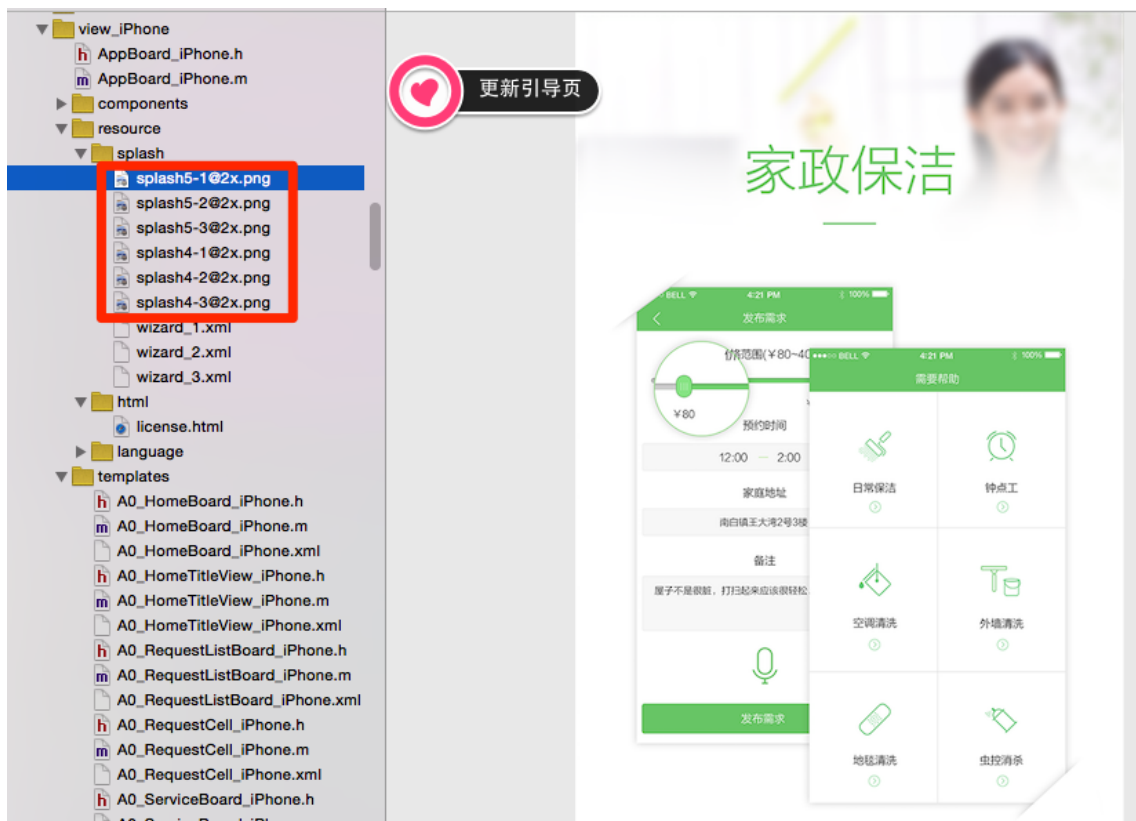 view_iPhone
AppBoard_iPhone.h
AppBoard_iPhone.m
components
resource
splash
splash5-1@2x.png
splash5-2@2x.png
splash5-3@2x.png
splash4-1@2x.png
splash4-2@2x.png
splash4-3@2x.png
wizard_1.xml
wizard_2.xml
wizard_3.xml
html
license.html
language
templates
A0_HomeBoard_iPhone.h
A0_HomeBoard_iPhone.m
A0_HomeBoard_iPhone.xml
A0_HomeTitleView_iPhone.h
A0_HomeTitleView_iPhone.m
A0_HomeTitleView_iPhone.xml
A0_RequestListBoard_iPhone.h
A0_RequestListBoard_iPhone.m
A0_RequestListBoard_iPhone.xml
A0_RequestCell_iPhone.h
A0_RequestCell_iPhone.m
A0_RequestCell_iPhone.xml
A0_ServiceBoard_iPhone.h
更新引导页
家政保洁
BELL 4:21 PM 100%
发布需求
格范围(¥80~40
¥80
预约时间
12:00 — 2:00
家庭地址
南白镇王大湾2号3楼
备注
屋子不是很脏，打扫起来应该很轻松
发布需求
BELL 4:21 PM 100%
需要帮助
日常保洁
钟点工
空调清洗
外墙清洗
地毯清洗
虫控消杀